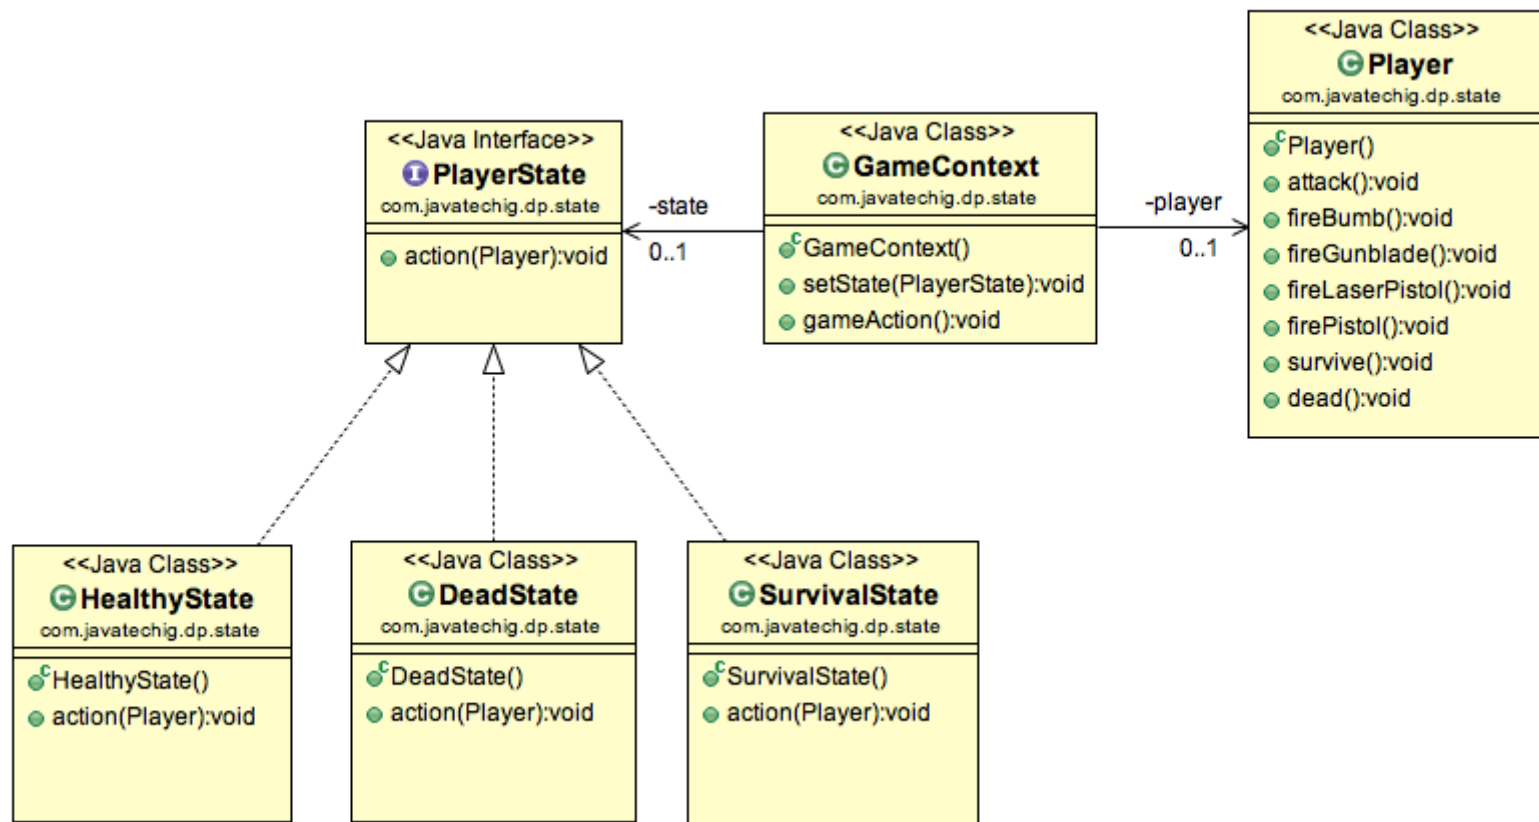 <<Java Class>>
Player
com.javatechig.dp.state
Player()
attack():void
fireBumb():void
fireGunblade():void
fireLaserPistol():void
firePistol():void
survive():void
dead():void
<<Java Interface>>
PlayerState
com.javatechig.dp.state
action(Player):void
-state
0..1
<<Java Class>>
GameContext
com.javatechig.dp.state
GameContext()
setState(PlayerState):void
gameAction():void
-player
0..1
<<Java Class>>
HealthyState
com.javatechig.dp.state
HealthyState()
action(Player):void
<<Java Class>>
DeadState
com.javatechig.dp.state
DeadState()
action(Player):void
<<Java Class>>
SurvivalState
com.javatechig.dp.state
SurvivalState()
action(Player):void